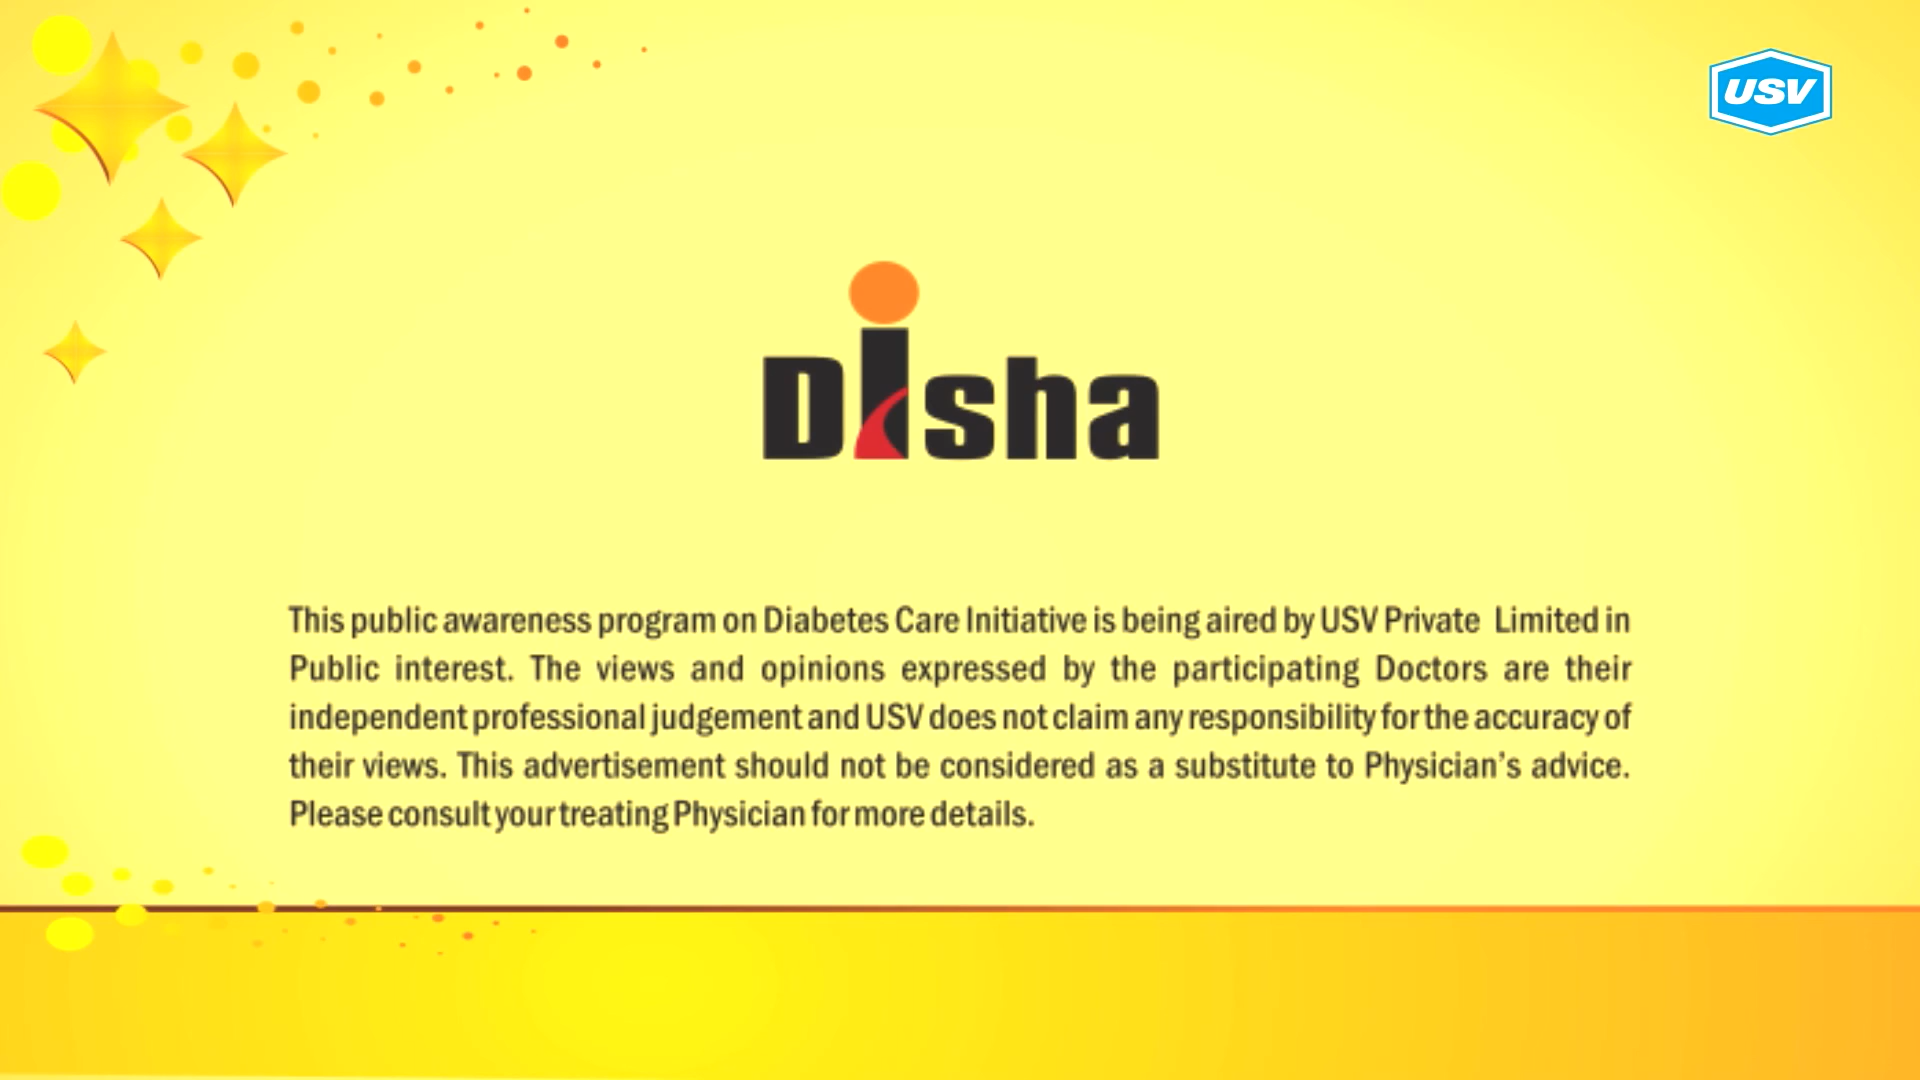 USV
Disha
This public awareness program on Diabetes Care Initiative is being aired by USV Private Limited in
Public interest. The views and opinions expressed by the participating Doctors are their
independent professional judgement and USV does not claim any responsibility for the accuracy of
their views. This advertisement should not be considered as a substitute to Physician’s advice.
Please consult your treating Physician for more details.